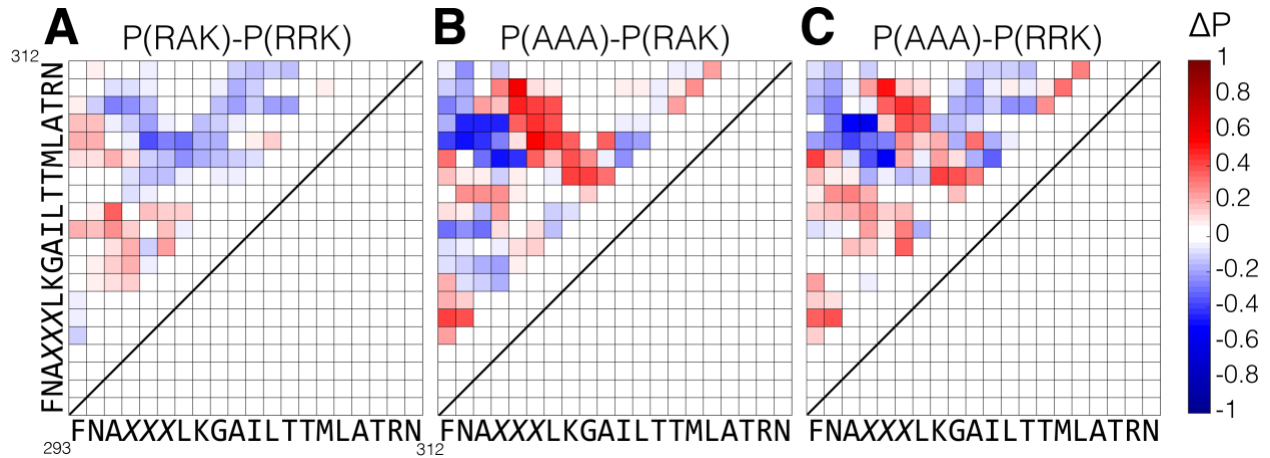 A P(RAK)-P(RRK)
B P(AAA)-P(RAK)
C P(AAA)-P(RRK)
ΔP
312
FNAXXXLKGAILTTMLATRN
FNAXXXLKGAILTTMLATRN
FNAXXXLKGAILTTMLATRN
FNAXXXLKGAILTTMLATRN
293
312
1
0.8
0.6
0.4
0.2
0
-0.2
-0.4
-0.6
-0.8
-1